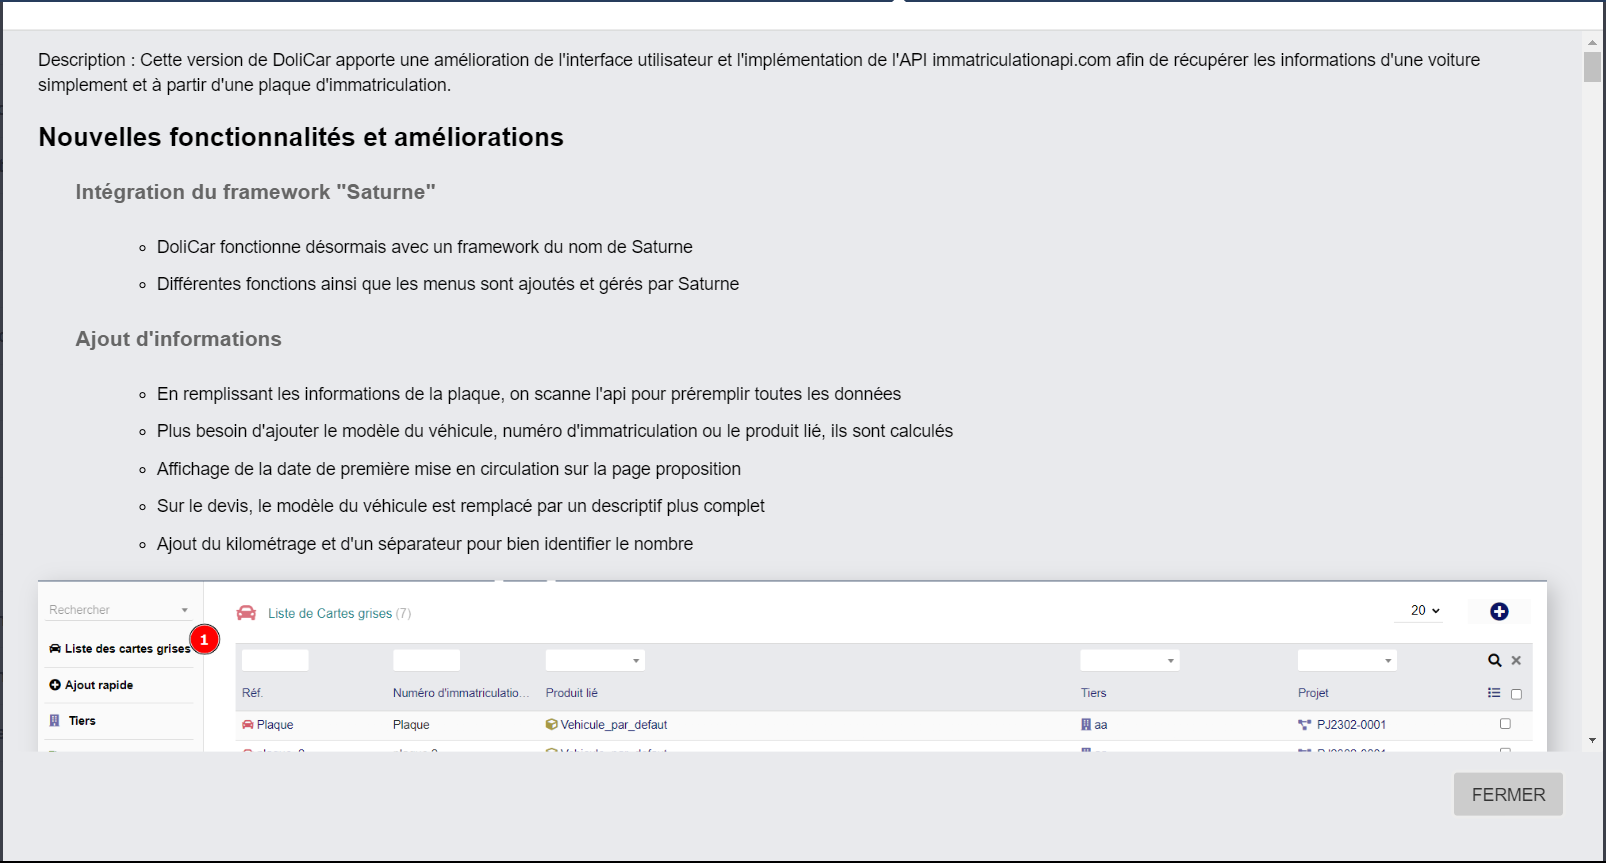 Description : Cette version de DoliCar apporte une amélioration de l'interface utilisateur et l'implémentation de l'API immatriculationapi.com afin de récupérer les informations d'une voiture
simplement et à partir d'une plaque d'immatriculation.
Nouvelles fonctionnalités et améliorations
Intégration du framework "Saturne"
DoliCar fonctionne désormais avec un framework du nom de Saturne
Différentes fonctions ainsi que les menus sont ajoutés et gérés par Saturne
Ajout d'informations
En remplissant les informations de la plaque, on scanne l'api pour préremplir toutes les données
Plus besoin d'ajouter le modèle du véhicule, numéro d'immatriculation ou le produit lié, ils sont calculés
Affichage de la date de première mise en circulation sur la page proposition
Sur le devis, le modèle du véhicule est remplacé par un descriptif plus complet
Ajout du kilométrage et d'un séparateur pour bien identifier le nombre
Rechercher
Liste de Cartes grises (7)
20
1
Liste des cartes grises
Ajout rapide
Réf. Numéro d'immatriculatio... Produit lié Tiers Projet
Tiers
Plaque Plaque Vehicule_par_defaut aa PJ2302-0001
FERMER